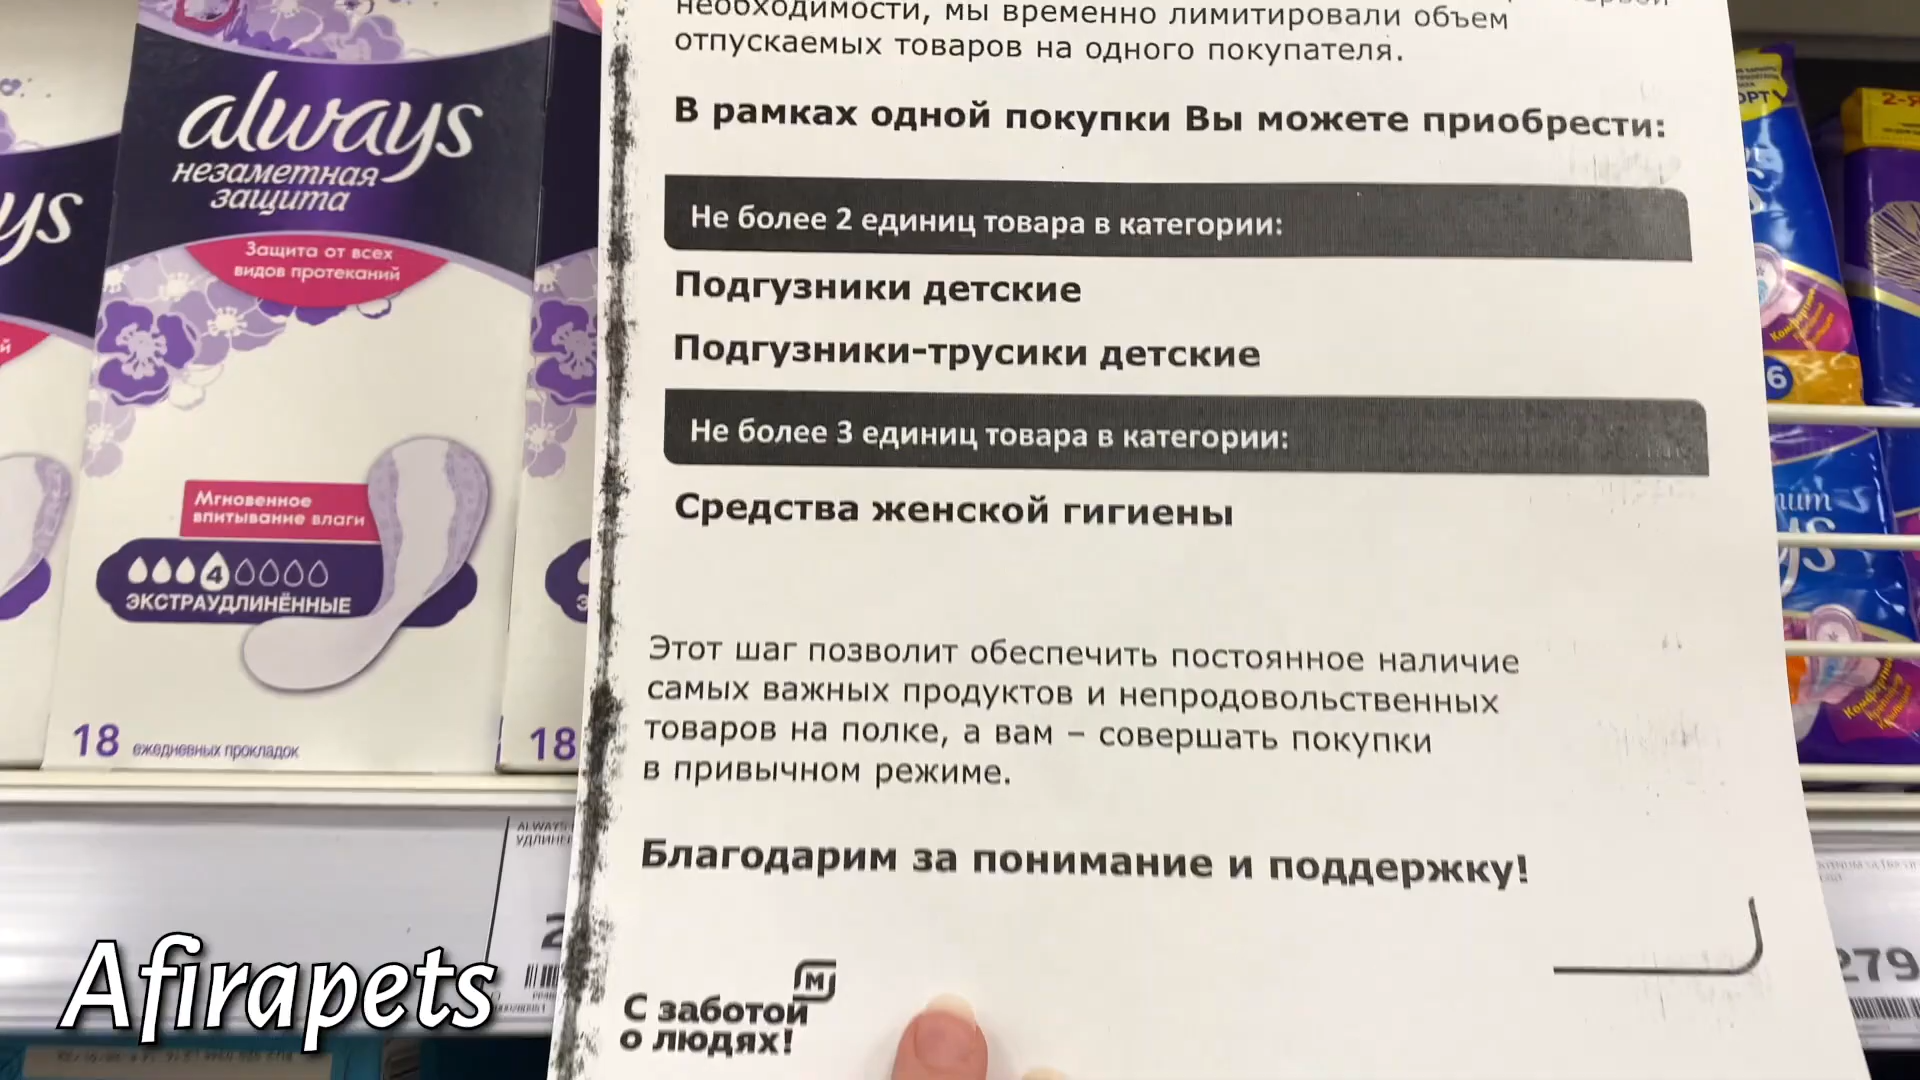 always
незаметная
защита
Защита от всех
видов протеканий
Мгновенное
впитывание влаги
4
ЭКСТРАУДЛИНЁННЫЕ
18 ежедневных прокладок
ys
18
необходимости, мы временно лимитировали объем
отпускаемых товаров на одного покупателя.
В рамках одной покупки Вы можете приобрести:
Не более 2 единиц товара в категории:
Подгузники детские
Подгузники-трусики детские
Не более 3 единиц товара в категории:
Средства женской гигиены
Этот шаг позволит обеспечить постоянное наличие
самых важных продуктов и непродовольственных
товаров на полке, а вам – совершать покупки
в привычном режиме.
Благодарим за понимание и поддержку!
М
С заботой
о людях!
ALWAYS
6
279
Afirapets